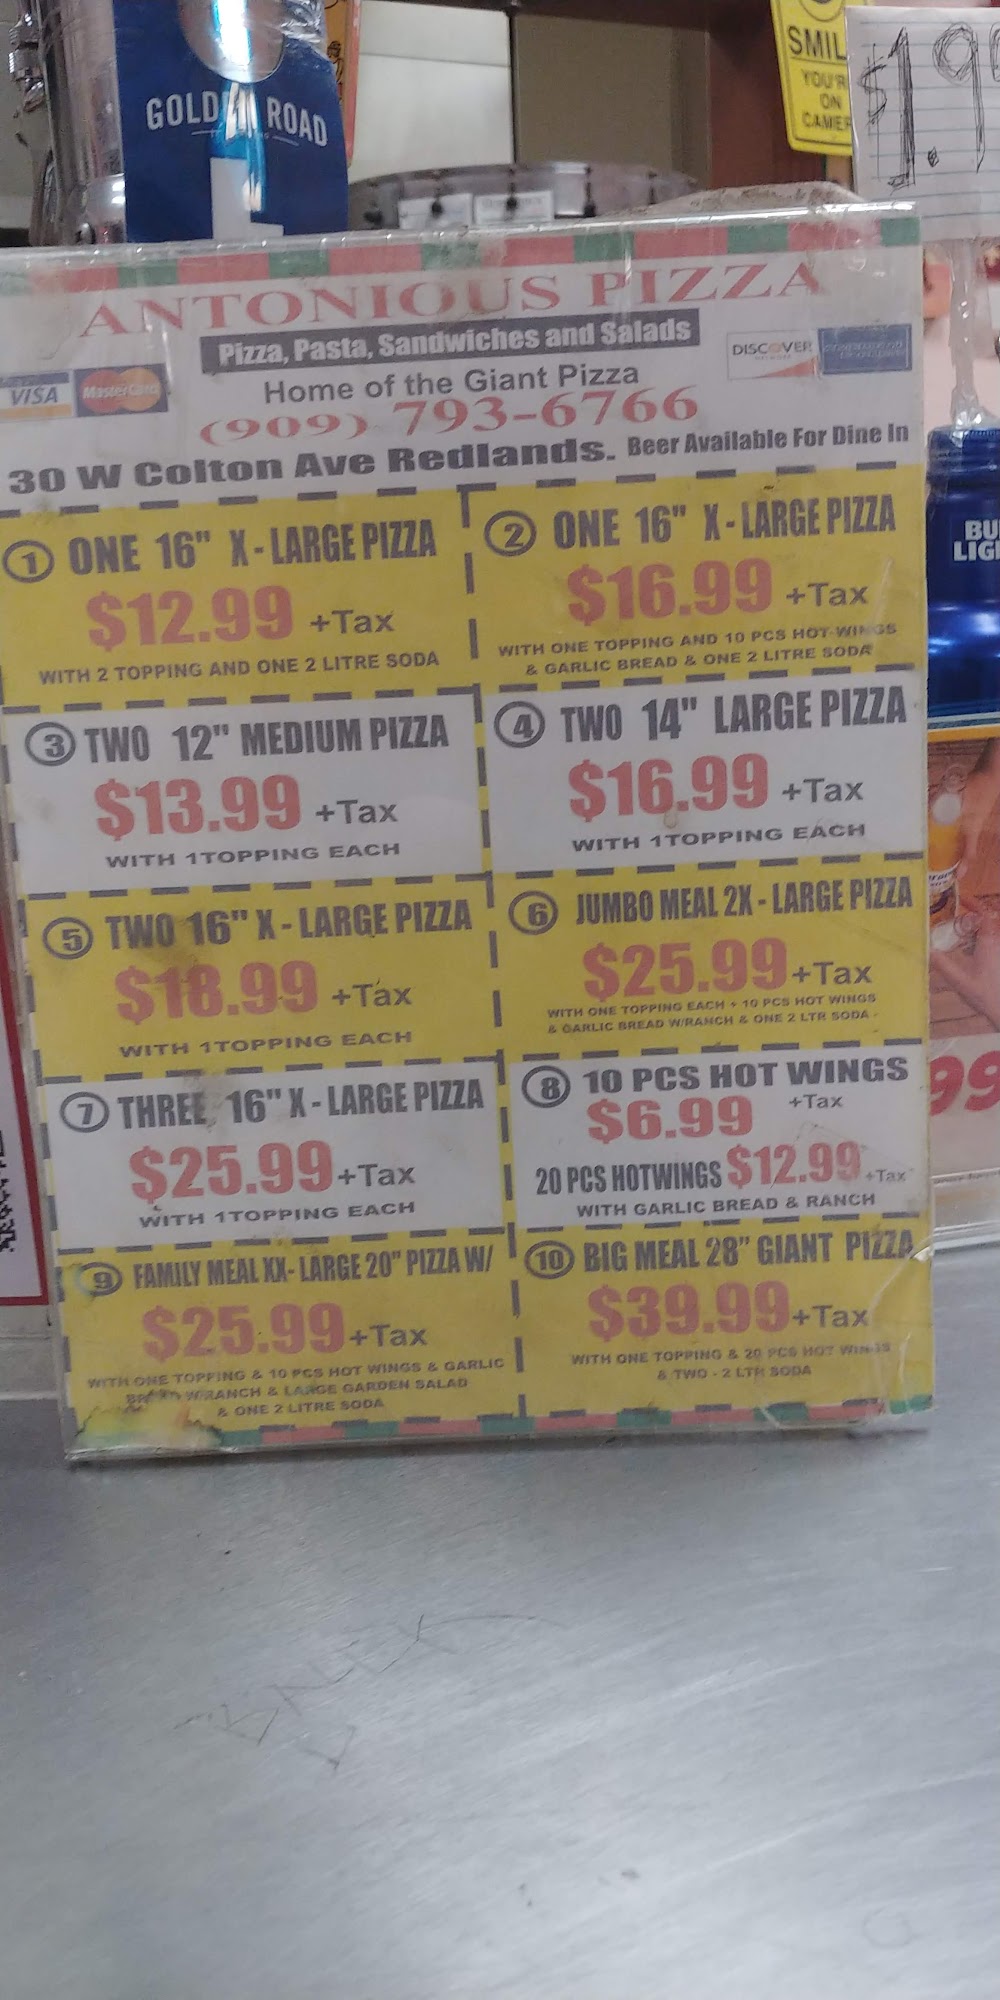 GOLDEN ROAD
SMIL
YOU'R
ON
CAMER
$1.9
ANTONIOUS PIZZA
Pizza, Pasta, Sandwiches and Salads
VISA
MasterCard
DISCOVER
Home of the Giant Pizza
(909) 793-6766
30 W Colton Ave Redlands. Beer Available For Dine In
BU
LIGH
1 ONE 16" X-LARGE PIZZA
$12.99 +Tax
WITH 2 TOPPING AND ONE 2 LITRE SODA
2 ONE 16" X-LARGE PIZZA
$16.99 +Tax
WITH ONE TOPPING AND 10 PCS HOT WINGS
& GARLIC BREAD & ONE 2 LITRE SODA
3 TWO 12" MEDIUM PIZZA
$13.99 +Tax
WITH 1TOPPING EACH
4 TWO 14" LARGE PIZZA
$16.99 +Tax
WITH 1TOPPING EACH
5 TWO 16" X-LARGE PIZZA
$18.99 +Tax
WITH 1TOPPING EACH
6 JUMBO MEAL 2X-LARGE PIZZA
$25.99 +Tax
WITH ONE TOPPING EACH + 10 PCS HOT WINGS
& GARLIC BREAD W/RANCH & ONE 2 LTR SODA
7 THREE 16" X-LARGE PIZZA
$25.99 +Tax
WITH 1TOPPING EACH
8 10 PCS HOT WINGS
$6.99 +Tax
20 PCS HOTWINGS $12.99 +Tax
WITH GARLIC BREAD & RANCH
9 FAMILY MEAL XX-LARGE 20" PIZZA W/
$25.99 +Tax
WITH ONE TOPPING & 10 PCS HOT WINGS & GARLIC
BREAD W/RANCH & LARGE GARDEN SALAD
& ONE 2 LITRE SODA
10 BIG MEAL 28" GIANT PIZZA
$39.99 +Tax
WITH ONE TOPPING & 20 PCS HOT WINGS
& TWO - 2 LTR SODA
99